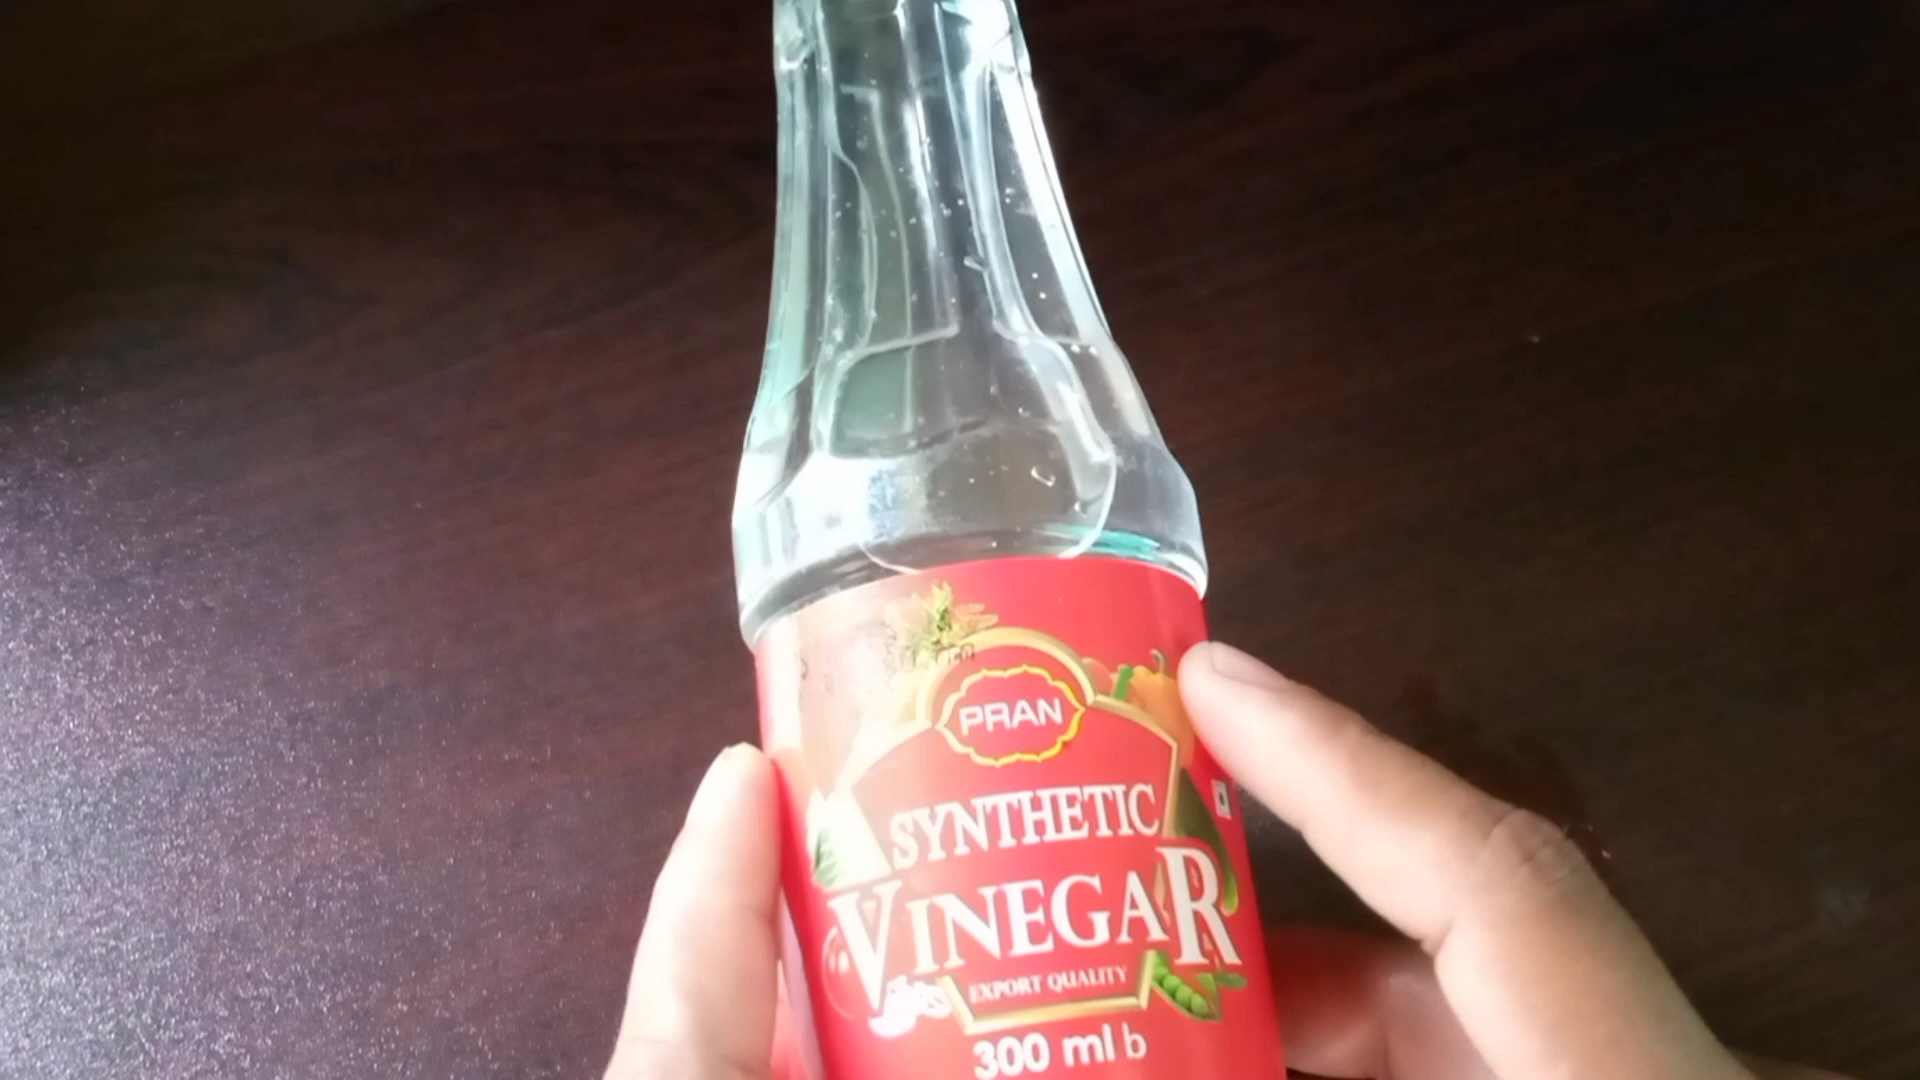 PRAN
SYNTHETIC
VINEGAR
EXPORT QUALITY
300 ml b